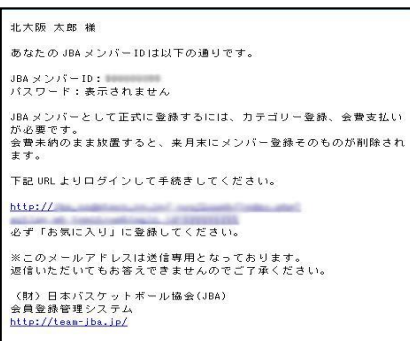 北大阪 太郎 様
あなたの JBA メンバーIDは以下の通りです。
JBA メンバーID：
パスワード：表示されません
JBA メンバーとして正式に登録するには、カテゴリー登録、会費支払い
が必要です。
会費未納のまま放置すると、来月末にメンバー登録そのものが削除され
ます。
下記 URL よりログインして手続きしてください。
http://
必ず「お気に入り」に登録してください。
※このメールアドレスは送信専用となっております。
返信いただいてもお答えできませんのでご了承ください。
（財）日本バスケットボール協会(JBA)
会員登録管理システム
http://team-jba.jp/